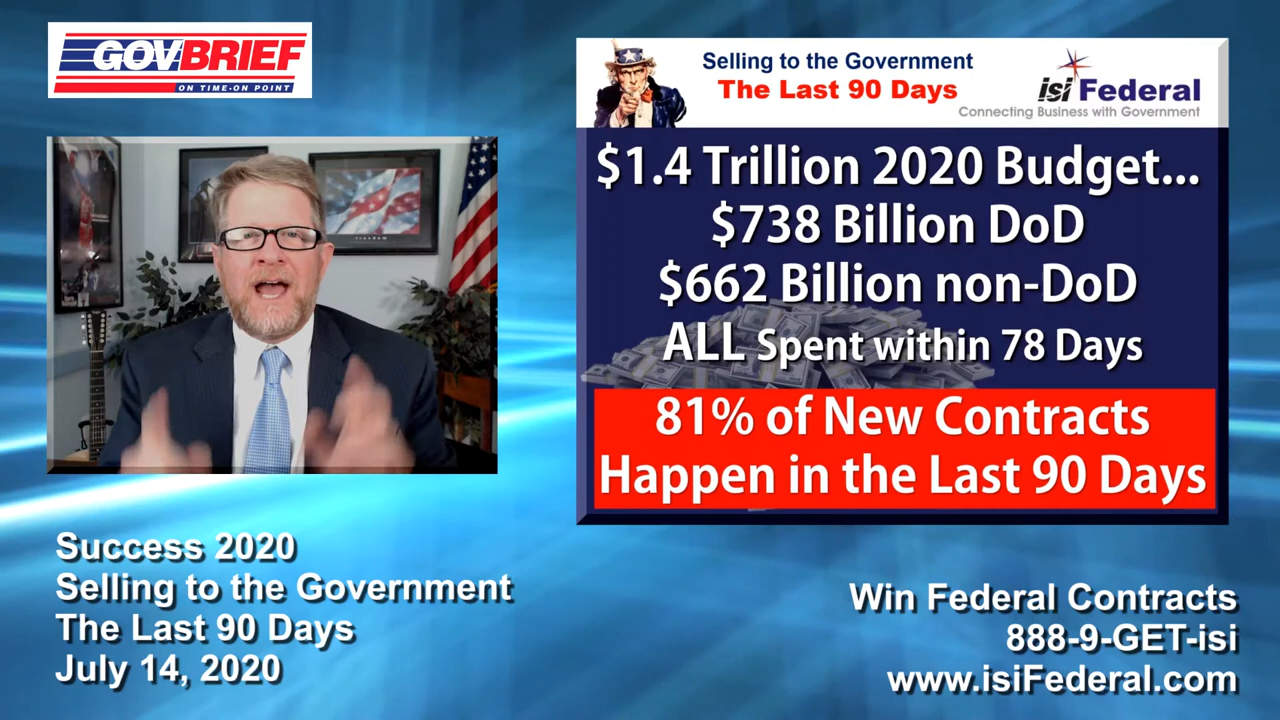 GOVBRIEF
ON TIME-ON POINT
Selling to the Government
The Last 90 Days
isi Federal
Connecting Business with Government
$1.4 Trillion 2020 Budget...
$738 Billion DoD
$662 Billion non-DoD
ALL Spent within 78 Days
81% of New Contracts
Happen in the Last 90 Days
Success 2020
Selling to the Government
The Last 90 Days
July 14, 2020
Win Federal Contracts
888-9-GET-isi
www.isiFederal.com